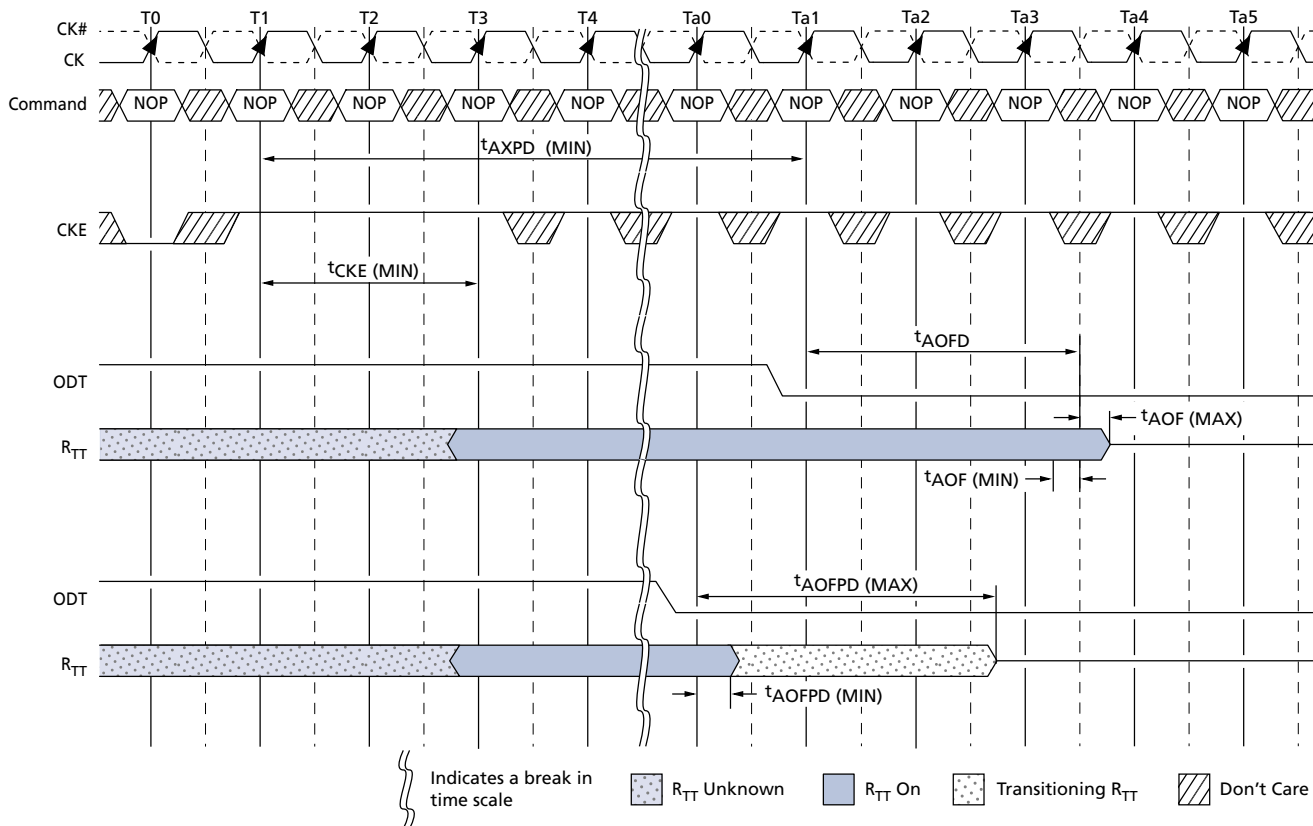 T0 T1 T2 T3 T4 Ta0 Ta1 Ta2 Ta3 Ta4 Ta5
CK#
CK
Command NOP NOP NOP NOP NOP NOP NOP NOP NOP NOP NOP
tAXPD (MIN)
CKE
tCKE (MIN)
tAOFD
ODT
tAOF (MAX)
RTT
tAOF (MIN)
tAOFPD (MAX)
ODT
RTT
tAOFPD (MIN)
Indicates a break in
time scale
RTT Unknown
RTT On
Transitioning RTT
Don't Care